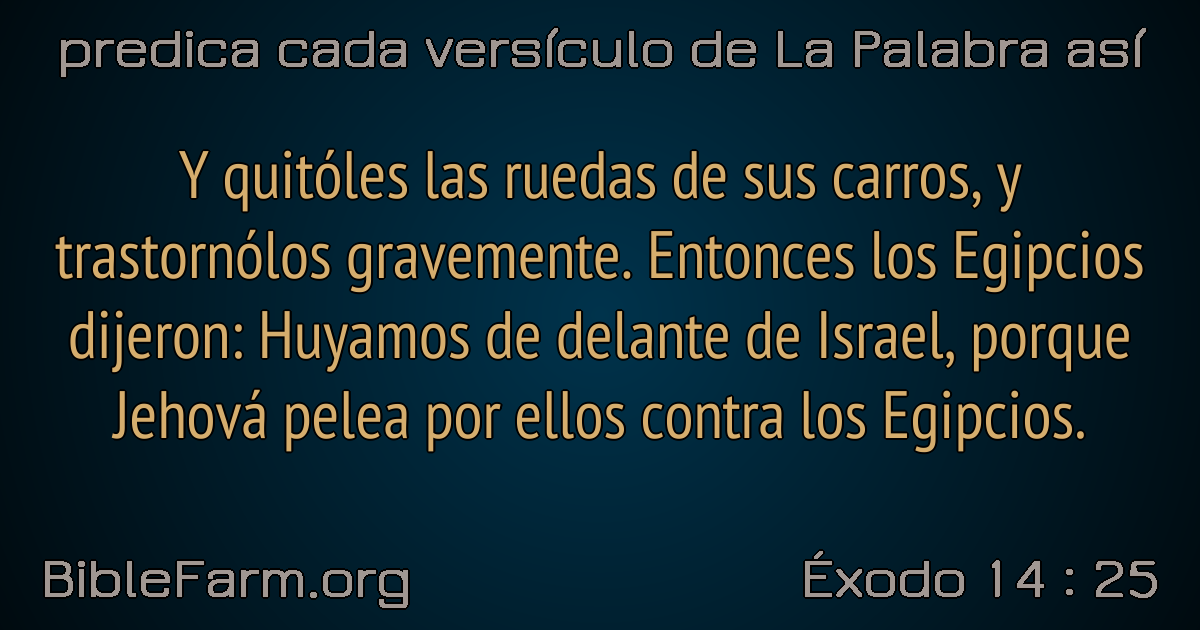 predica cada versículo de La Palabra así
Y quitóles las ruedas de sus carros, y
trastornólos gravemente. Entonces los Egipcios
dijeron: Huyamos de delante de Israel, porque
Jehová pelea por ellos contra los Egipcios.
BibleFarm.org
Éxodo 14 : 25